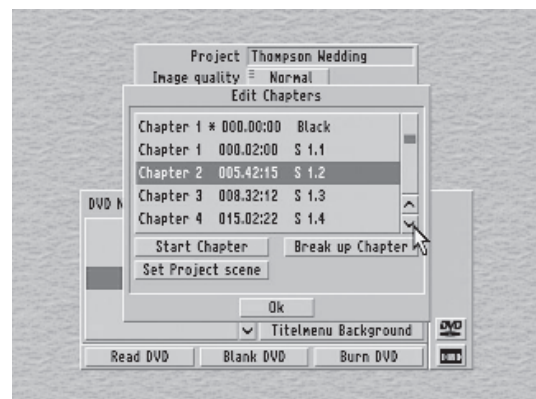 Project Thompson Wedding
Image quality Normal
Edit Chapters
Chapter 1 * 000.00:00 Black
Chapter 1 000.02:00 S 1.1
Chapter 2 005.42:15 S 1.2
Chapter 3 008.32:12 S 1.3
Chapter 4 015.02:22 S 1.4
DVD N
Start Chapter Break up Chapter
Set Project scene
Ok
Titelmenu Background
DVD
Read DVD Blank DVD Burn DVD